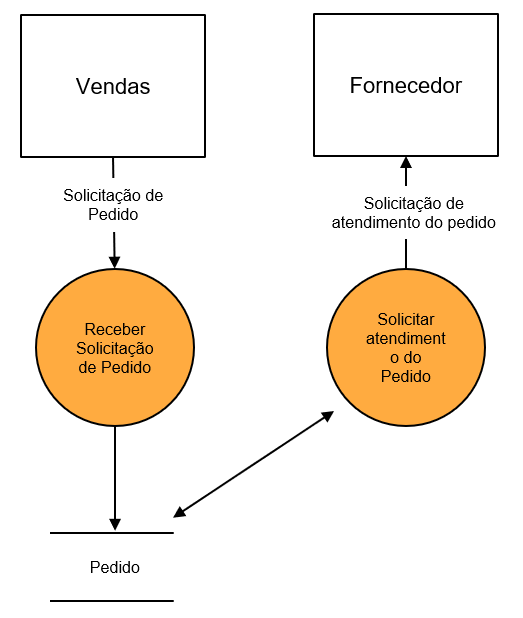 Vendas
Fornecedor
Solicitação de
Pedido
Solicitação de
atendimento do pedido
Receber
Solicitação
de Pedido
Solicitar
atendiment
o do
Pedido
Pedido